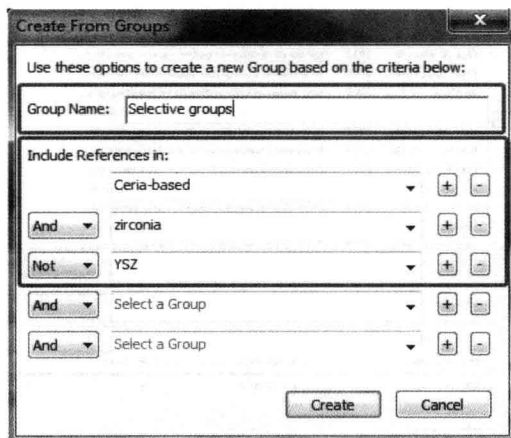 Create From Groups
Use these options to create a new Group based on the criteria below:
Group Name: Selective groups
Include References in:
Ceria-based + -
And zirconia + -
Not YSZ + -
And Select a Group + -
And Select a Group + -
Create Cancel